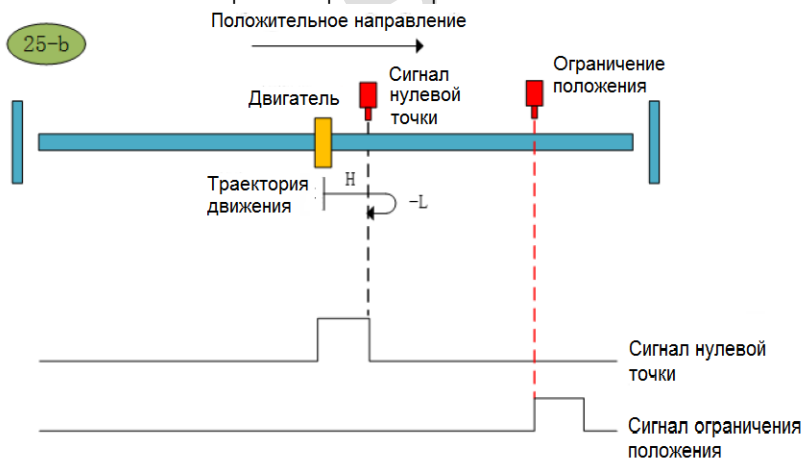 Положительное направление
25-b
Сигнал
нулевой
точки
Ограничение
положения
Двигатель
Траектория
движения
H
-L
Сигнал нулевой
точки
Сигнал ограничения
положения